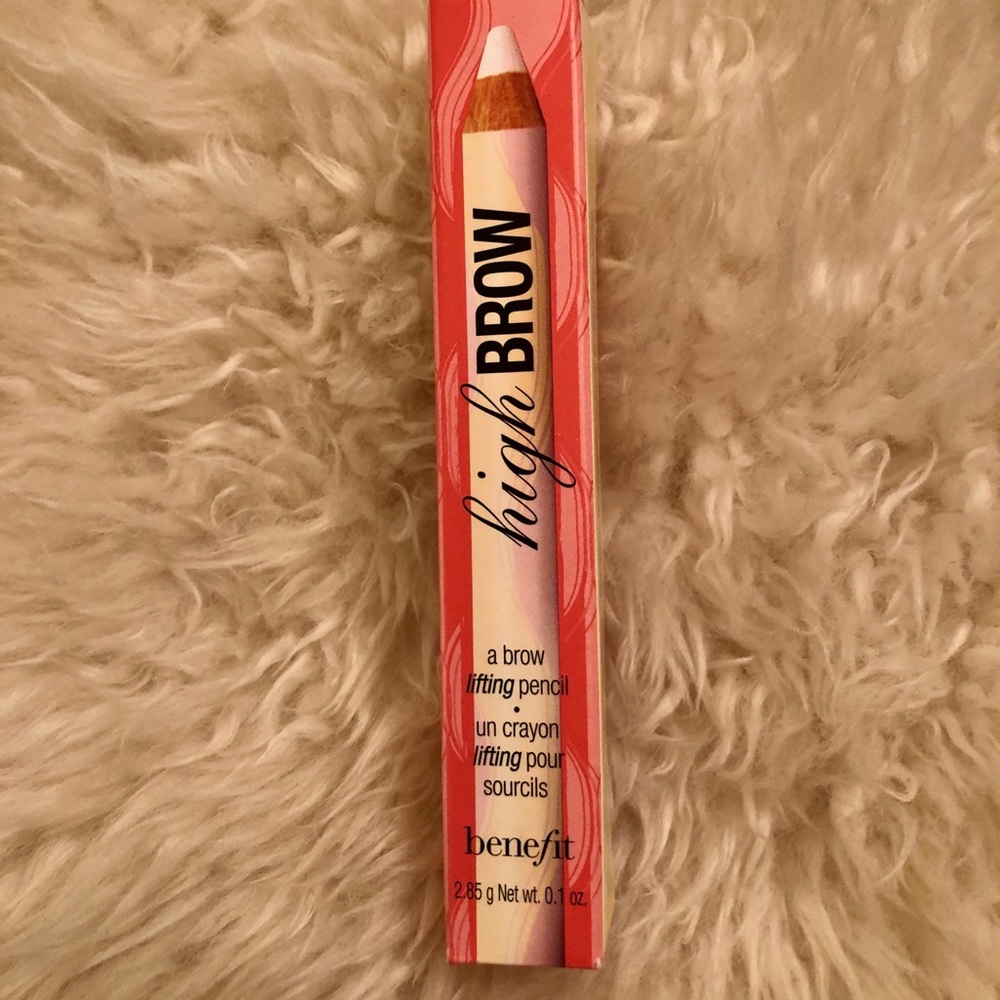 high BROW
a brow
lifting pencil
•
un crayon
lifting pour
sourcils
benefit
2.85 g Net wt. 0.1 oz.